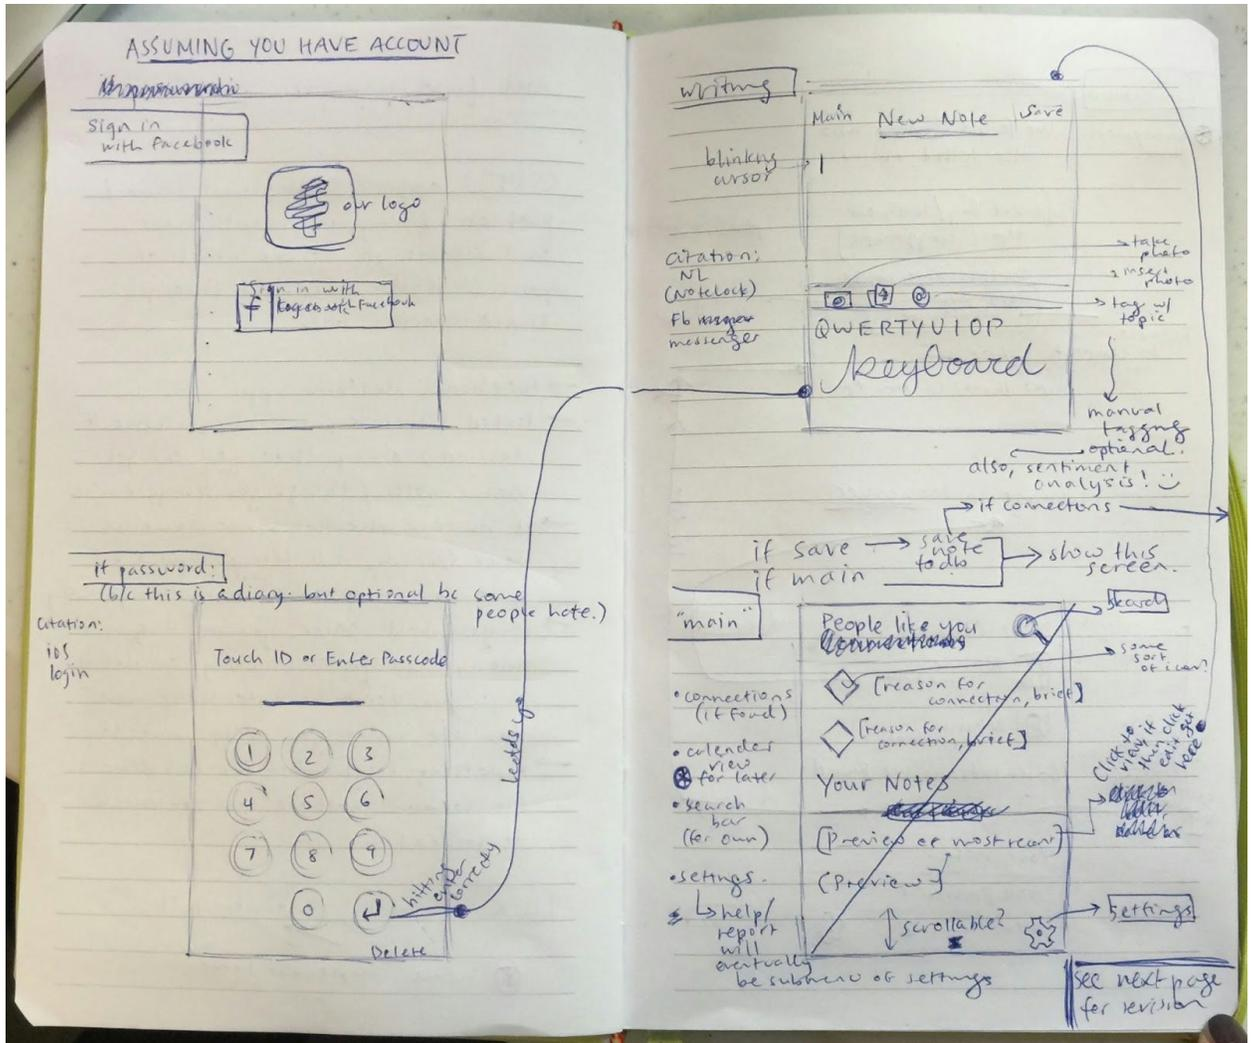 ASSUMING YOU HAVE ACCOUNT
sign in
with facebook
our logo
f
Sign in with
Facebook
if password:
(b/c this is a diary. but optional bc some
people hate.)
citation:
ios
login
Touch ID or Enter Passcode
1 2 3
4 5 6
7 8 9
0
Delete
hitting
enter
correctly
leads to
writing
Main New Note Save
blinking
cursor
citation:
NL
(Notelock)
Fb
messenger
take
photo
insert
photo
tag w/
topic
QWERTYUIOP
keyboard
manual
tagging
optional.
also, sentiment
analysis!
if connections
if save
save
note
to db
if main
show this
screen.
"main"
People like you
search
some
sort
of icon?
[reason for
connection, brief]
[reason for
connection, brief]
Your Notes
[Preview of most recent]
[Preview]
scrollable?
settings
Click to
view it
then click
edit
here
• connections
(if found)
• calender
view
for later
• search
bar
(for own)
• settings.
help/
report
will
eventually
be submenu of settings
see next page
for revision